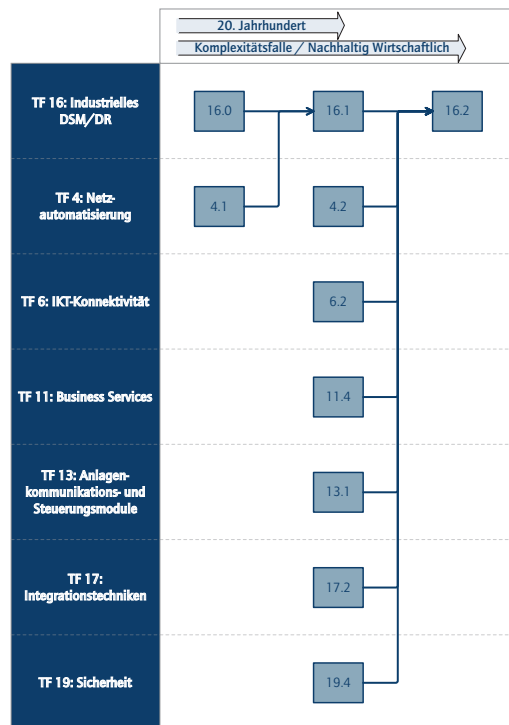 20. Jahrhundert
Komplexitätsfalle / Nachhaltig Wirtschaftlich
TF 16: Industrielles
DSM/DR
16.0
16.1
16.2
TF 4: Netz-
automatisierung
4.1
4.2
TF 6: IKT-Konnektivität
6.2
TF 11: Business Services
11.4
TF 13: Anlagen-
kommunikations- und
Steuerungsmodule
13.1
TF 17:
Integrationstechniken
17.2
TF 19: Sicherheit
19.4